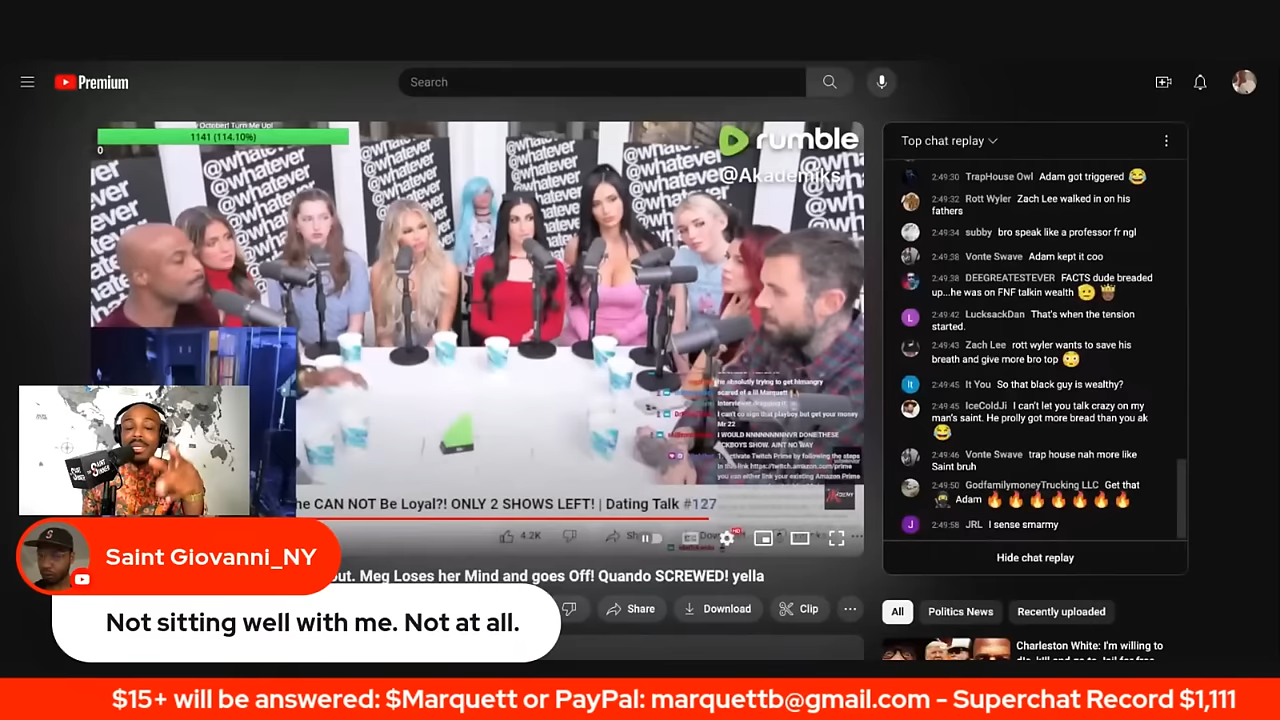 Premium
Search
October! Turn Me Up!
1141 (114.10%)
0
rumble
@Akademiks
@whatever
@whatever
@whatever
@whatever
he CAN NOT Be Loyal?! ONLY 2 SHOWS LEFT! | Dating Talk #127
4.2K
out. Meg Loses her Mind and goes Off! Quando SCREWED! yella
Share
Download
Clip
Top chat replay
2:49:30 TrapHouse Owl Adam got triggered 😂
2:49:32 Rott Wyler Zach Lee walked in on his
fathers
2:49:34 subby bro speak like a professor fr ngl
2:49:38 Vonte Swave Adam kept it coo
2:49:38 DEEGREATESTEVER FACTS dude breaded
up...he was on FNF talkin wealth
2:49:42 LucksackDan That's when the tension
started.
2:49:43 Zach Lee rott wyler wants to save his
breath and give more bro top 😳
2:49:45 It You So that black guy is wealthy?
2:49:45 IceColdJi I can't let you talk crazy on my
man's saint. He prolly got more bread than you ak
😂
2:49:46 Vonte Swave trap house nah more like
Saint bruh
2:49:50 GodfamilymoneyTrucking LLC Get that
Adam 🔥🔥🔥🔥🔥🔥🔥
2:49:58 JRL I sense smarmy
Hide chat replay
All
Politics News
Recently uploaded
Charleston White: I'm willing to
Saint Giovanni_NY
Not sitting well with me. Not at all.
$15+ will be answered: $Marquett or PayPal: marquettb@gmail.com - Superchat Record $1,111